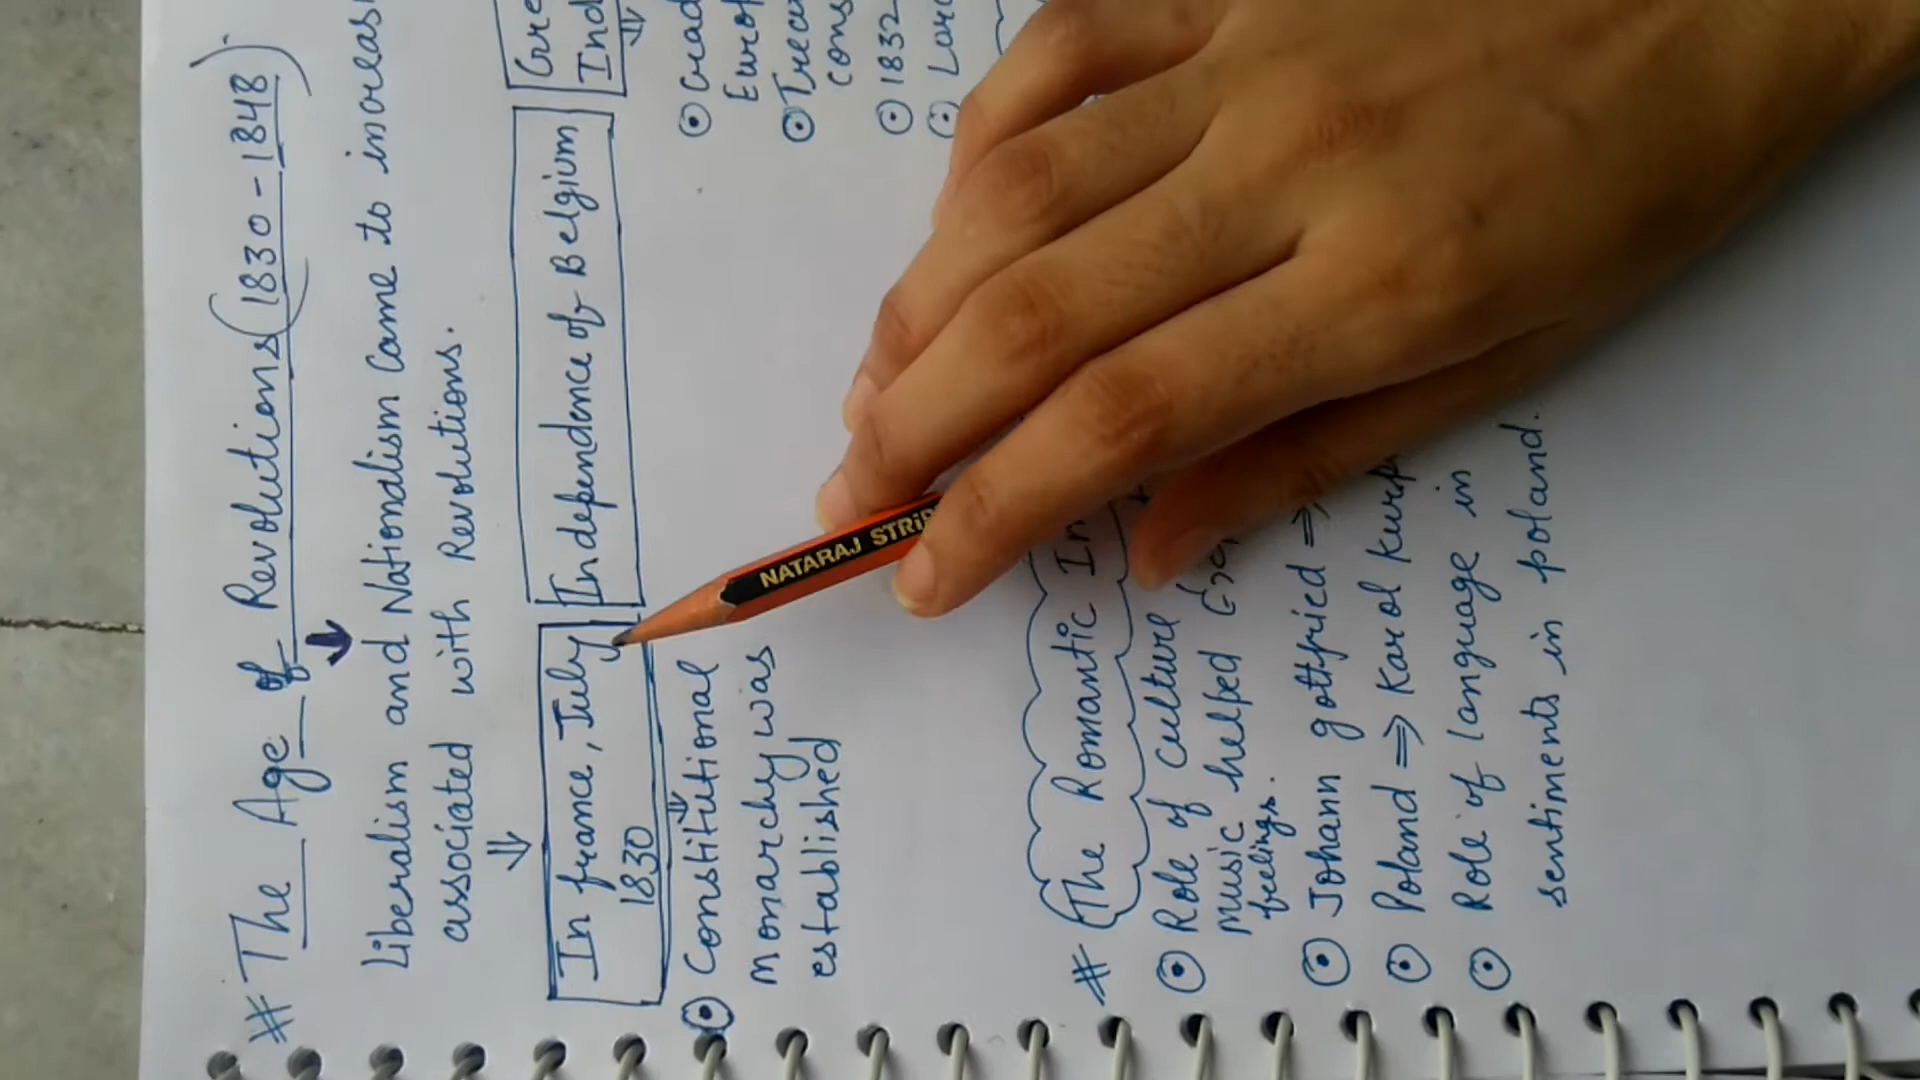 # The Age of Revolutions (1830-1848)
Liberalism and Nationalism Came to
associated with Revolutions.
In france, July
1830
Independence of Belgium
Constitutional
Monarchy was
established
1832
# The Romantic
Role of culture
Music helped
feelings.
Johann gottfried ⇒
Poland ⇒ Karol
Role of language in
sentiments in poland.
NATARAJ